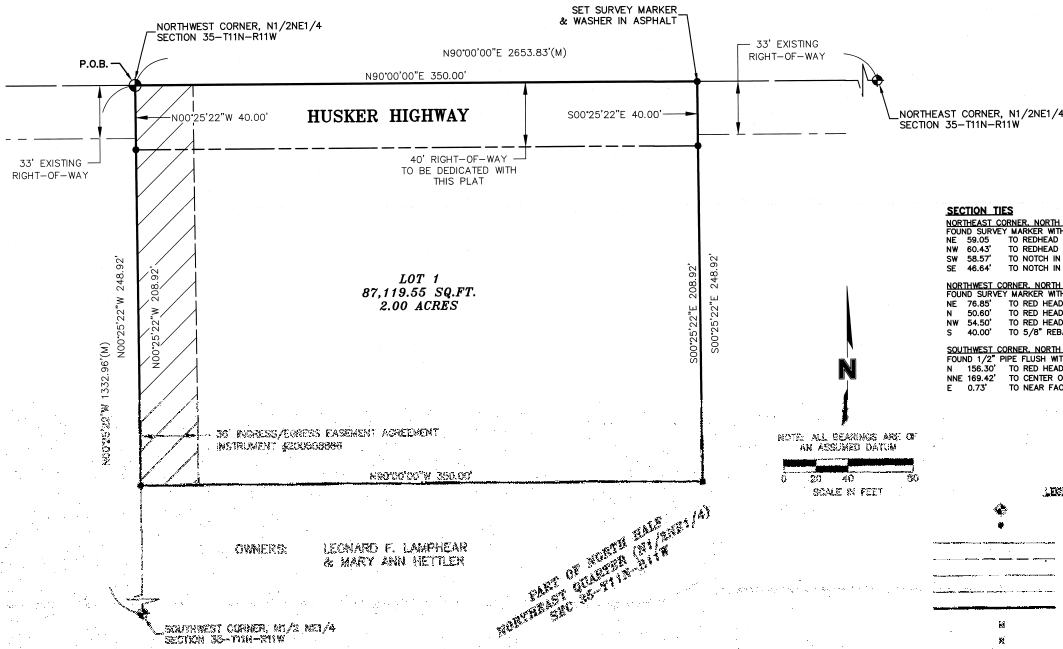 SET SURVEY MARKER
& WASHER IN ASPHALT
NORTHWEST CORNER, N1/2NE1/4
SECTION 35-T11N-R11W
P.O.B.
N90°00'00"E 2653.83'(M)
N90°00'00"E 350.00'
33' EXISTING
RIGHT-OF-WAY
NORTHEAST CORNER, N1/2NE1/4
SECTION 35-T11N-R11W
N00°25'22"W 40.00'
HUSKER HIGHWAY
S00°25'22"E 40.00'
33' EXISTING
RIGHT-OF-WAY
40' RIGHT-OF-WAY
TO BE DEDICATED WITH
THIS PLAT
SECTION TIES
NORTHEAST CORNER, NORTH
FOUND SURVEY MARKER WITH
NE 59.05 TO REDHEAD
NW 60.43' TO REDHEAD
SW 58.57' TO NOTCH IN
SE 46.64' TO NOTCH IN
NORTHWEST CORNER, NORTH
FOUND SURVEY MARKER WITH
NE 76.85' TO RED HEAD
N 50.60' TO RED HEAD
NW 54.50' TO RED HEAD
S 40.00' TO 5/8" REB
SOUTHWEST CORNER, NORTH
FOUND 1/2" PIPE FLUSH WIT
N 156.30' TO RED HEAD
NNE 169.42' TO CENTER O
E 0.73' TO NEAR FAC
LOT 1
87,119.55 SQ.FT.
2.00 ACRES
N00°25'22"W 1332.96'(M)
N00°25'22"W 248.92'
N00°25'22"W 208.92'
S00°25'22"E 208.92'
S00°25'22"E 248.92'
N
NOTE: ALL BEARINGS ARE OF
AN ASSUMED DATUM
0 20 40 80
SCALE IN FEET
36' INGRESS/EGRESS EASEMENT AGREEMENT
INSTRUMENT
N90°00'00"W 350.00'
OWNERS: LEONARD F. LAMPHEAR
& MARY ANN HETTLER
PART OF NORTH HALF
NORTHEAST QUARTER (N1/2NE1/4)
SEC 35-T11N-R11W
SOUTHWEST CORNER, N1/2 NE1/4
SECTION 35-T11N-R11W